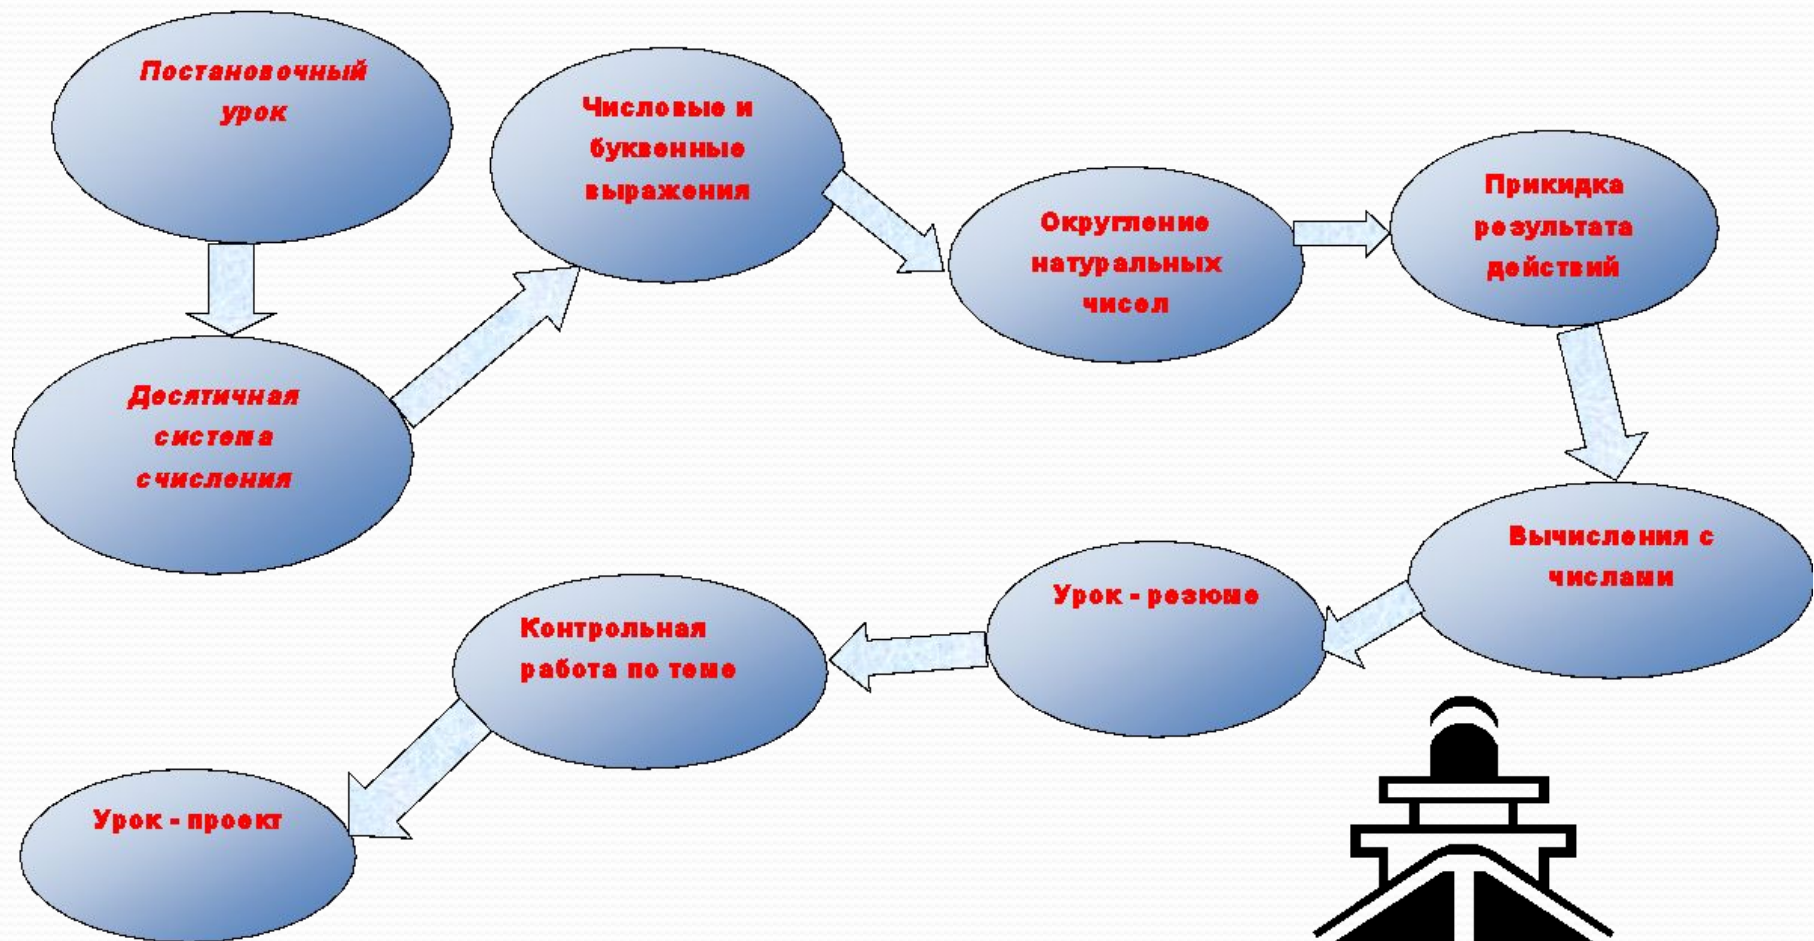 Постановочный
урок
Десятичная
система
счисления
Числовые и
буквенные
выражения
Округление
натуральных
чисел
Прикидка
результата
действий
Вычисления с
числами
Урок - резюме
Контрольная
работа по теме
Урок - проект